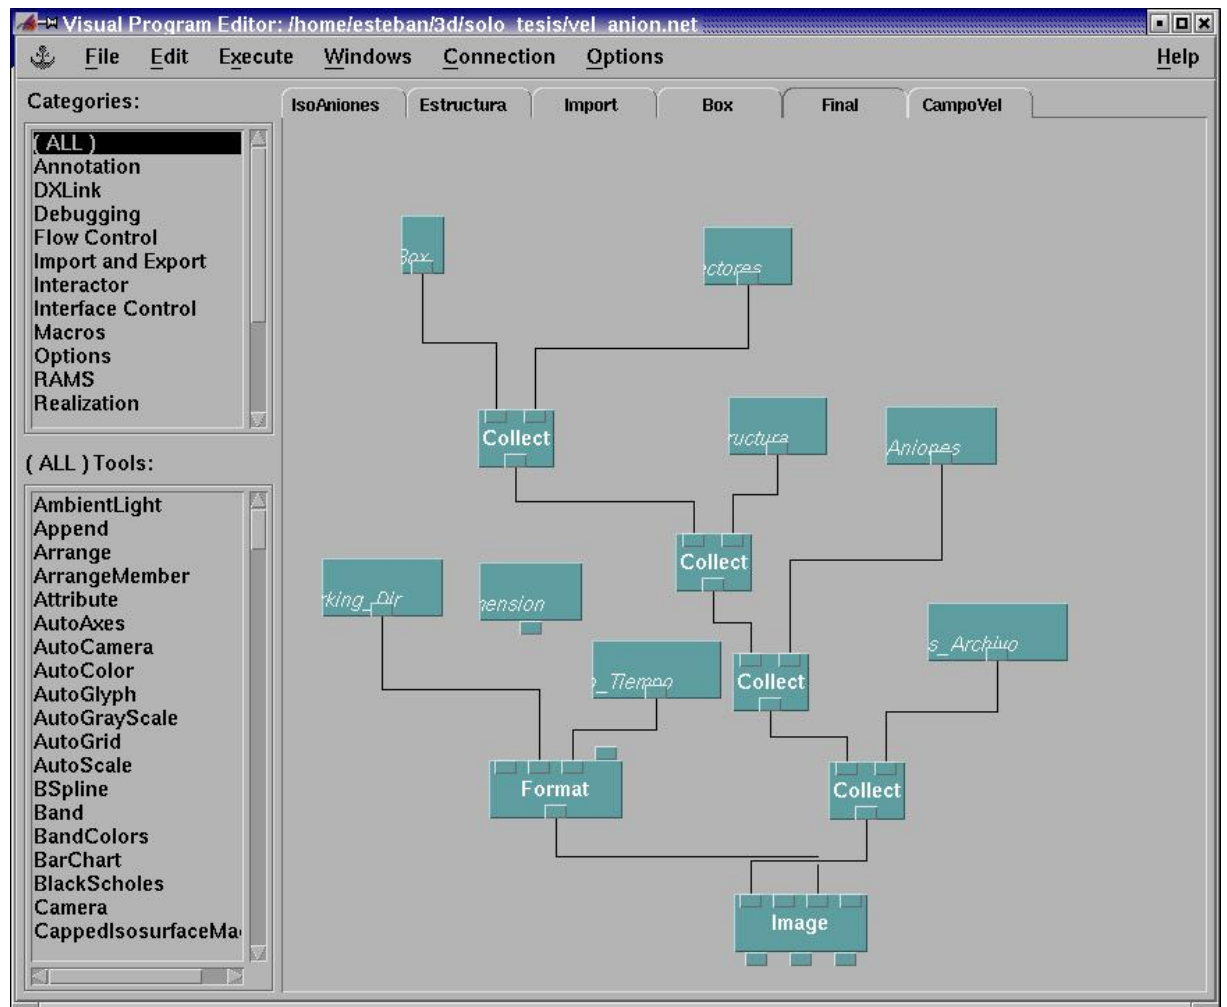 Visual Program Editor: /home/esteban/3d/solo_tesis/vel_anion.net
File Edit Execute Windows Connection Options Help
Categories:
(ALL)
Annotation
DXLink
Debugging
Flow Control
Import and Export
Interactor
Interface Control
Macros
Options
RAMS
Realization
(ALL) Tools:
AmbientLight
Append
Arrange
ArrangeMember
Attribute
AutoAxes
AutoCamera
AutoColor
AutoGlyph
AutoGrayScale
AutoGrid
AutoScale
BSpline
Band
BandColors
BarChart
BlackScholes
Camera
CappedIsosurfaceMa
IsoAniones Estructura Import Box Final CampoVel
Box
ectores
Collect
ructura
Aniones
Collect
rking_Dir
nension
s_Archivo
o_Tiempo
Collect
Format
Collect
Image